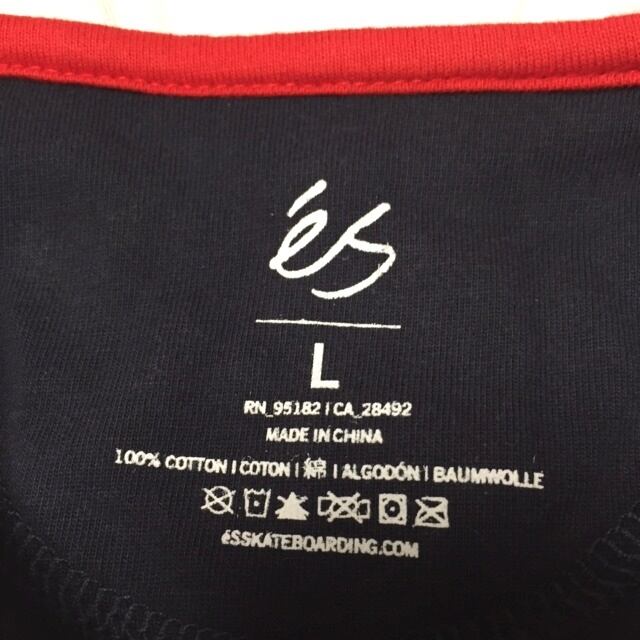 és
L
RN_95182 | CA_28492
MADE IN CHINA
100% COTTON | COTON | 綿 | ALGODÓN | BAUMWOLLE
éSSKATEBOARDING.COM